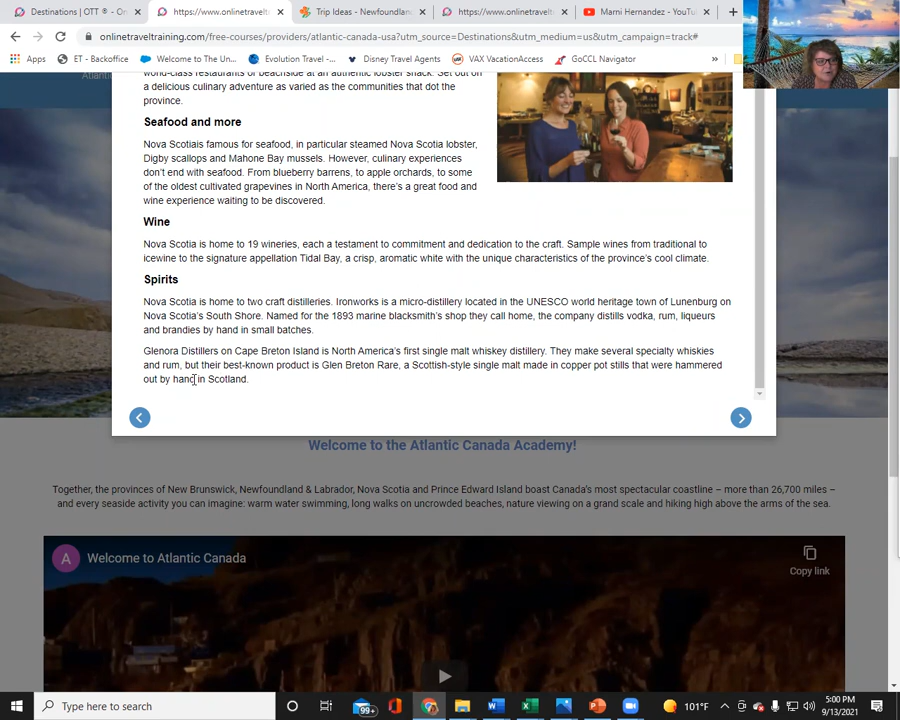 Destinations | OTT ® - On
https://www.onlinetravelt
Trip Ideas - Newfoundlan
https://www.onlinetravelt
Marni Hernandez - YouTu
onlinetraveltraining.com/free-courses/providers/atlantic-canada-usa?utm_source=Destinations&utm_medium=us&utm_campaign=track#
Apps
ET - Backoffice
Welcome to The Un...
Evolution Travel -...
Disney Travel Agents
VAX VacationAccess
GoCCL Navigator
»
Atlanti
world-class restaurants or beachside at an authentic lobster shack. Set out on
a delicious culinary adventure as varied as the communities that dot the
province.
Seafood and more
Nova Scotiais famous for seafood, in particular steamed Nova Scotia lobster,
Digby scallops and Mahone Bay mussels. However, culinary experiences
don't end with seafood. From blueberry barrens, to apple orchards, to some
of the oldest cultivated grapevines in North America, there's a great food and
wine experience waiting to be discovered.
Wine
Nova Scotia is home to 19 wineries, each a testament to commitment and dedication to the craft. Sample wines from traditional to
icewine to the signature appellation Tidal Bay, a crisp, aromatic white with the unique characteristics of the province's cool climate.
Spirits
Nova Scotia is home to two craft distilleries. Ironworks is a micro-distillery located in the UNESCO world heritage town of Lunenburg on
Nova Scotia's South Shore. Named for the 1893 marine blacksmith's shop they call home, the company distills vodka, rum, liqueurs
and brandies by hand in small batches.
Glenora Distillers on Cape Breton Island is North America's first single malt whiskey distillery. They make several specialty whiskies
and rum, but their best-known product is Glen Breton Rare, a Scottish-style single malt made in copper pot stills that were hammered
out by hand in Scotland.
Welcome to the Atlantic Canada Academy!
Together, the provinces of New Brunswick, Newfoundland & Labrador, Nova Scotia and Prince Edward Island boast Canada's most spectacular coastline – more than 26,700 miles –
and every seaside activity you can imagine: warm water swimming, long walks on uncrowded beaches, nature viewing on a grand scale and hiking high above the arms of the sea.
A
Welcome to Atlantic Canada
Copy link
Type here to search
99+
101°F
5:00 PM
9/13/2021